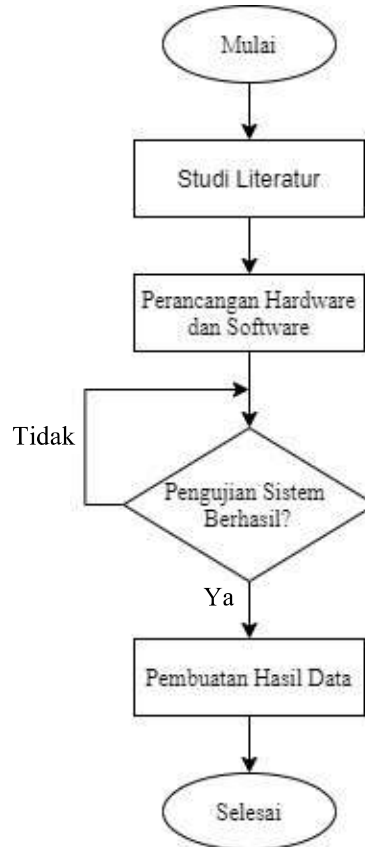 Mulai
Studi Literatur
Perancangan Hardware
dan Software
Tidak
Pengujian Sistem
Berhasil?
Ya
Pembuatan Hasil Data
Selesai